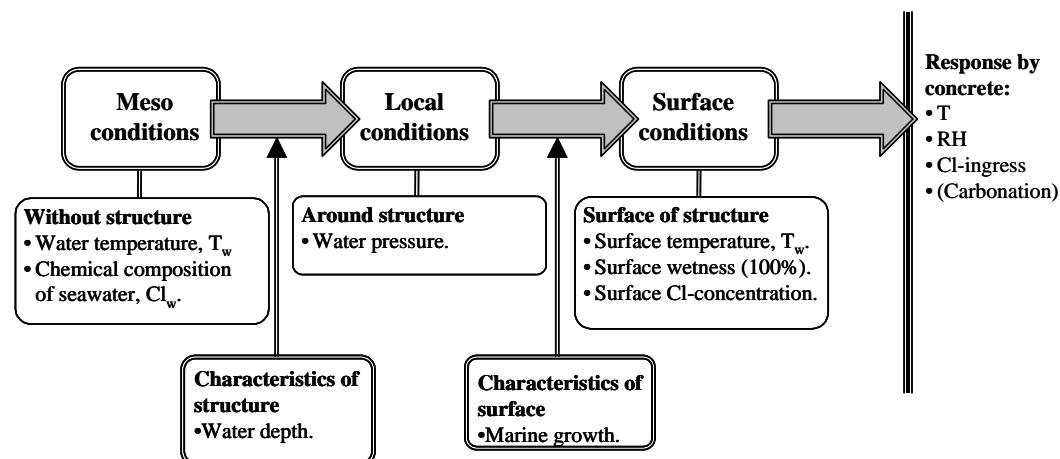 Meso
conditions
Local
conditions
Surface
conditions
Response by
concrete:
• T
• RH
• Cl-ingress
• (Carbonation)
Without structure
• Water temperature, Tw
• Chemical composition
of seawater, Clw.
Around structure
• Water pressure.
Surface of structure
• Surface temperature, Tw.
• Surface wetness (100%).
• Surface Cl-concentration.
Characteristics of
structure
•Water depth.
Characteristics of
surface
•Marine growth.